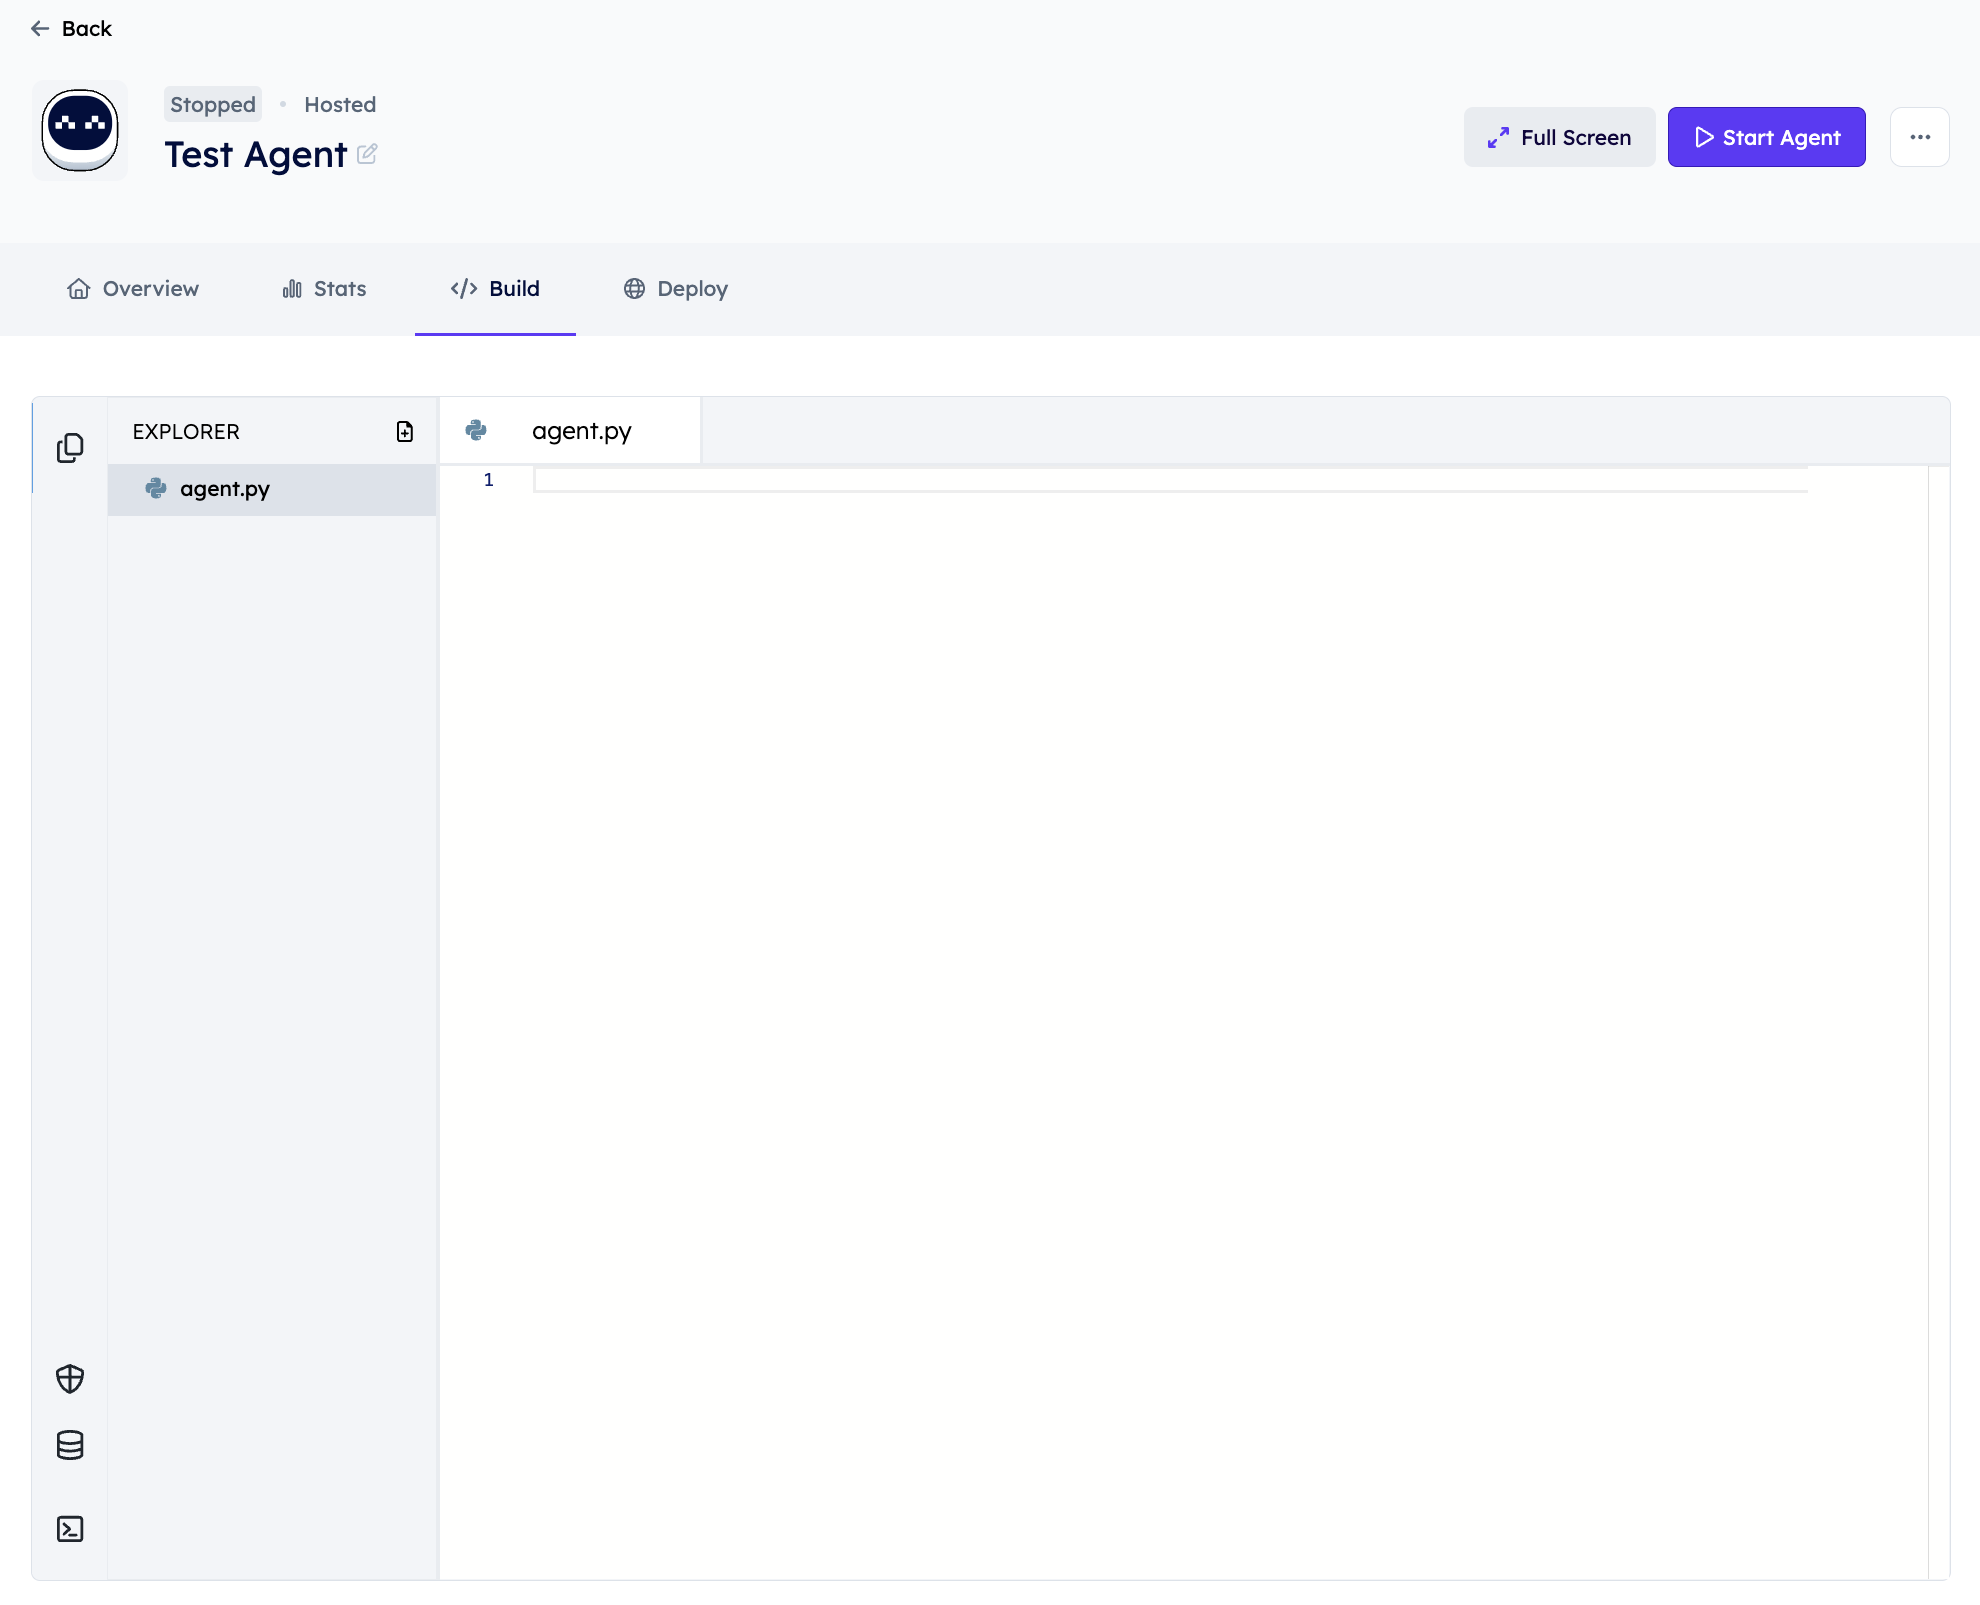 Back
Stopped • Hosted
Test Agent
Full Screen
Start Agent
Overview
Stats
Build
Deploy
EXPLORER
agent.py
agent.py
1